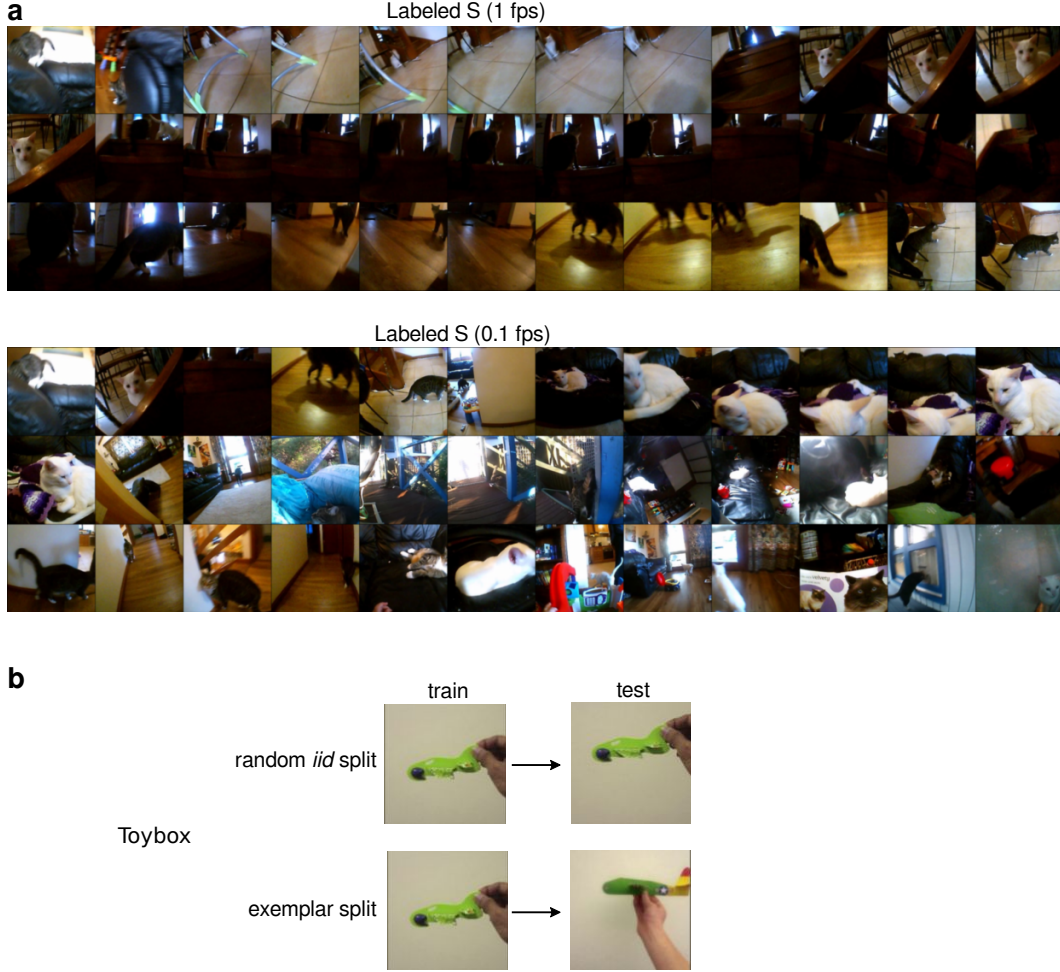 a
Labeled S (1 fps)
Labeled S (0.1 fps)
b
train
test
random iid split
Toybox
exemplar split